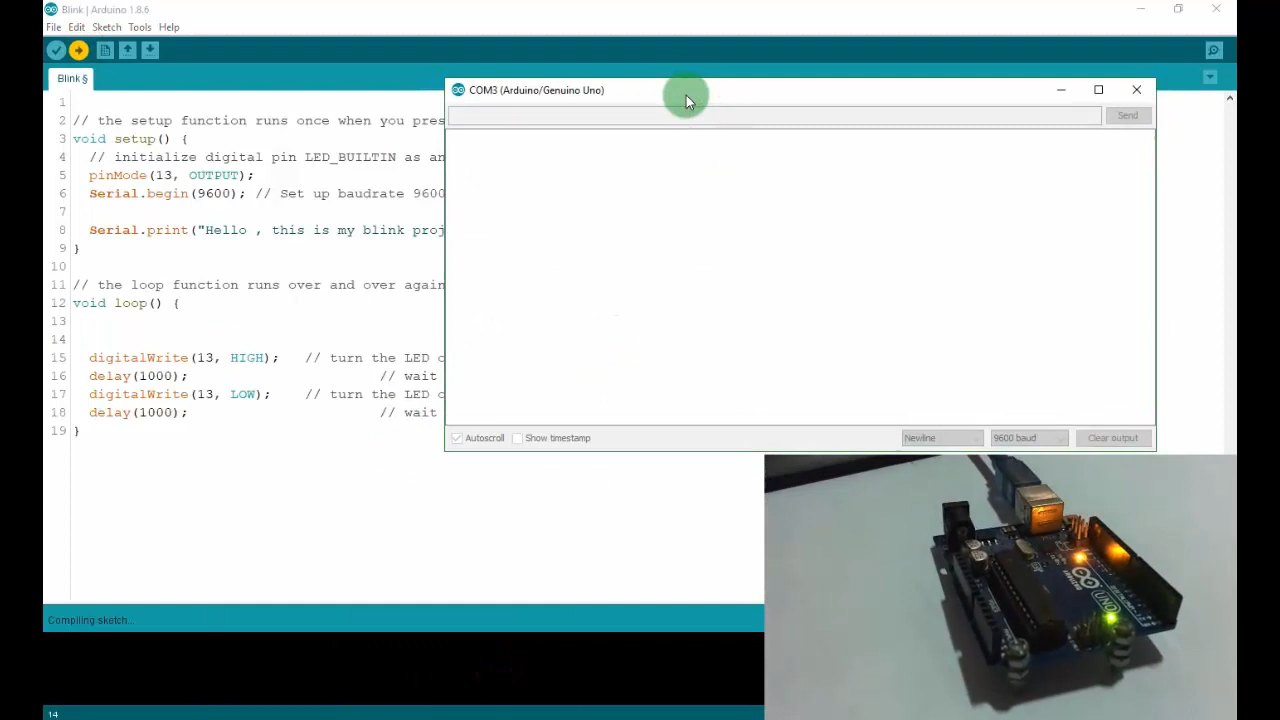 Blink | Arduino 1.8.6
File Edit Sketch Tools Help
Blink §
COM3 (Arduino/Genuino Uno)
Send
1
2 // the setup function runs once when you pres
3 void setup() {
4 // initialize digital pin LED_BUILTIN as an
5 pinMode(13, OUTPUT);
6 Serial.begin(9600); // Set up baudrate 9600
7
8 Serial.print("Hello , this is my blink proj
9 }
10
11 // the loop function runs over and over again
12 void loop() {
13
14
15 digitalWrite(13, HIGH); // turn the LED o
16 delay(1000); // wait
17 digitalWrite(13, LOW); // turn the LED o
18 delay(1000); // wait
19 }
Autoscroll Show timestamp Newline 9600 baud Clear output
Compiling sketch...
ARDUINO
UNO
14